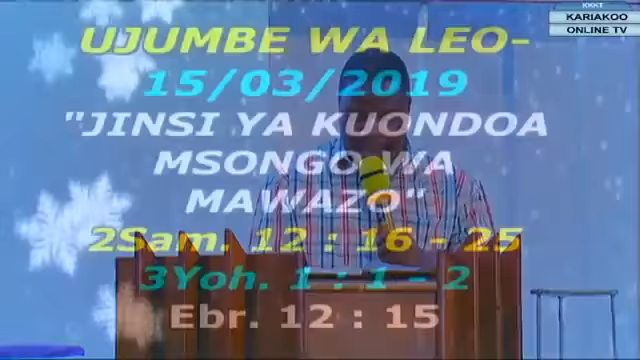 KKKT
KARIAKOO
ONLINE TV
UJUMBE WA LEO-
15/03/2019
"JINSI YA KUONDOA
MSONGO WA
MAWAZO"
2Sam. 12 : 16 - 25
3Yoh. 1 : 1 - 2
Ebr. 12 : 15